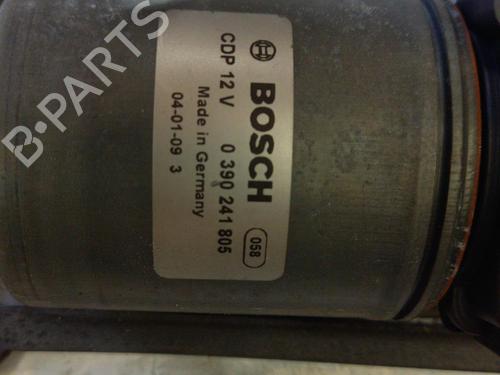 BOSCH
CDP 12 V 0 390 241 805
Made in Germany
04-01-09 3
058
B-PARTS